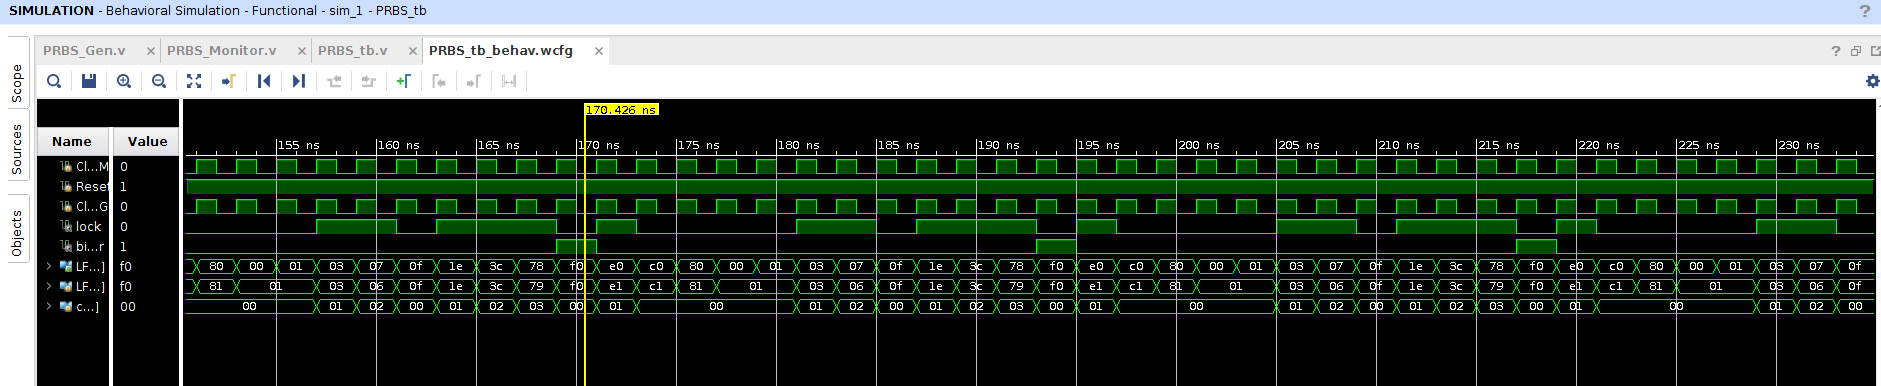 SIMULATION - Behavioral Simulation - Functional - sim_1 - PRBS_tb ?
PRBS_Gen.v × PRBS_Monitor.v × PRBS_tb.v × PRBS_tb_behav.wcfg × ?
Scope
Sources
Objects
170.426 ns
Name Value 155 ns 160 ns 165 ns 170 ns 175 ns 180 ns 185 ns 190 ns 195 ns 200 ns 205 ns 210 ns 215 ns 220 ns 225 ns 230 ns
Cl...M 0
Reset 1
Cl...G 0
lock 0
bi...r 1
LF...] f0 80 00 01 03 07 0f 1e 3c 78 f0 e0 c0 80 00 01 03 07 0f 1e 3c 78 f0 e0 c0 80 00 01 03 07 0f 1e 3c 78 f0 e0 c0 80 00 01 03 07 0f
LF...] f0 81 01 03 06 0f 1e 3c 79 f0 e1 c1 81 01 03 06 0f 1e 3c 79 f0 e1 c1 81 01 03 06 0f 1e 3c 79 f0 e1 c1 81 01 03 06 0f
c...] 00 00 01 02 00 01 02 03 00 01 00 01 02 00 01 02 03 00 01 00 01 02 00 01 02 03 00 01 00 01 02 00